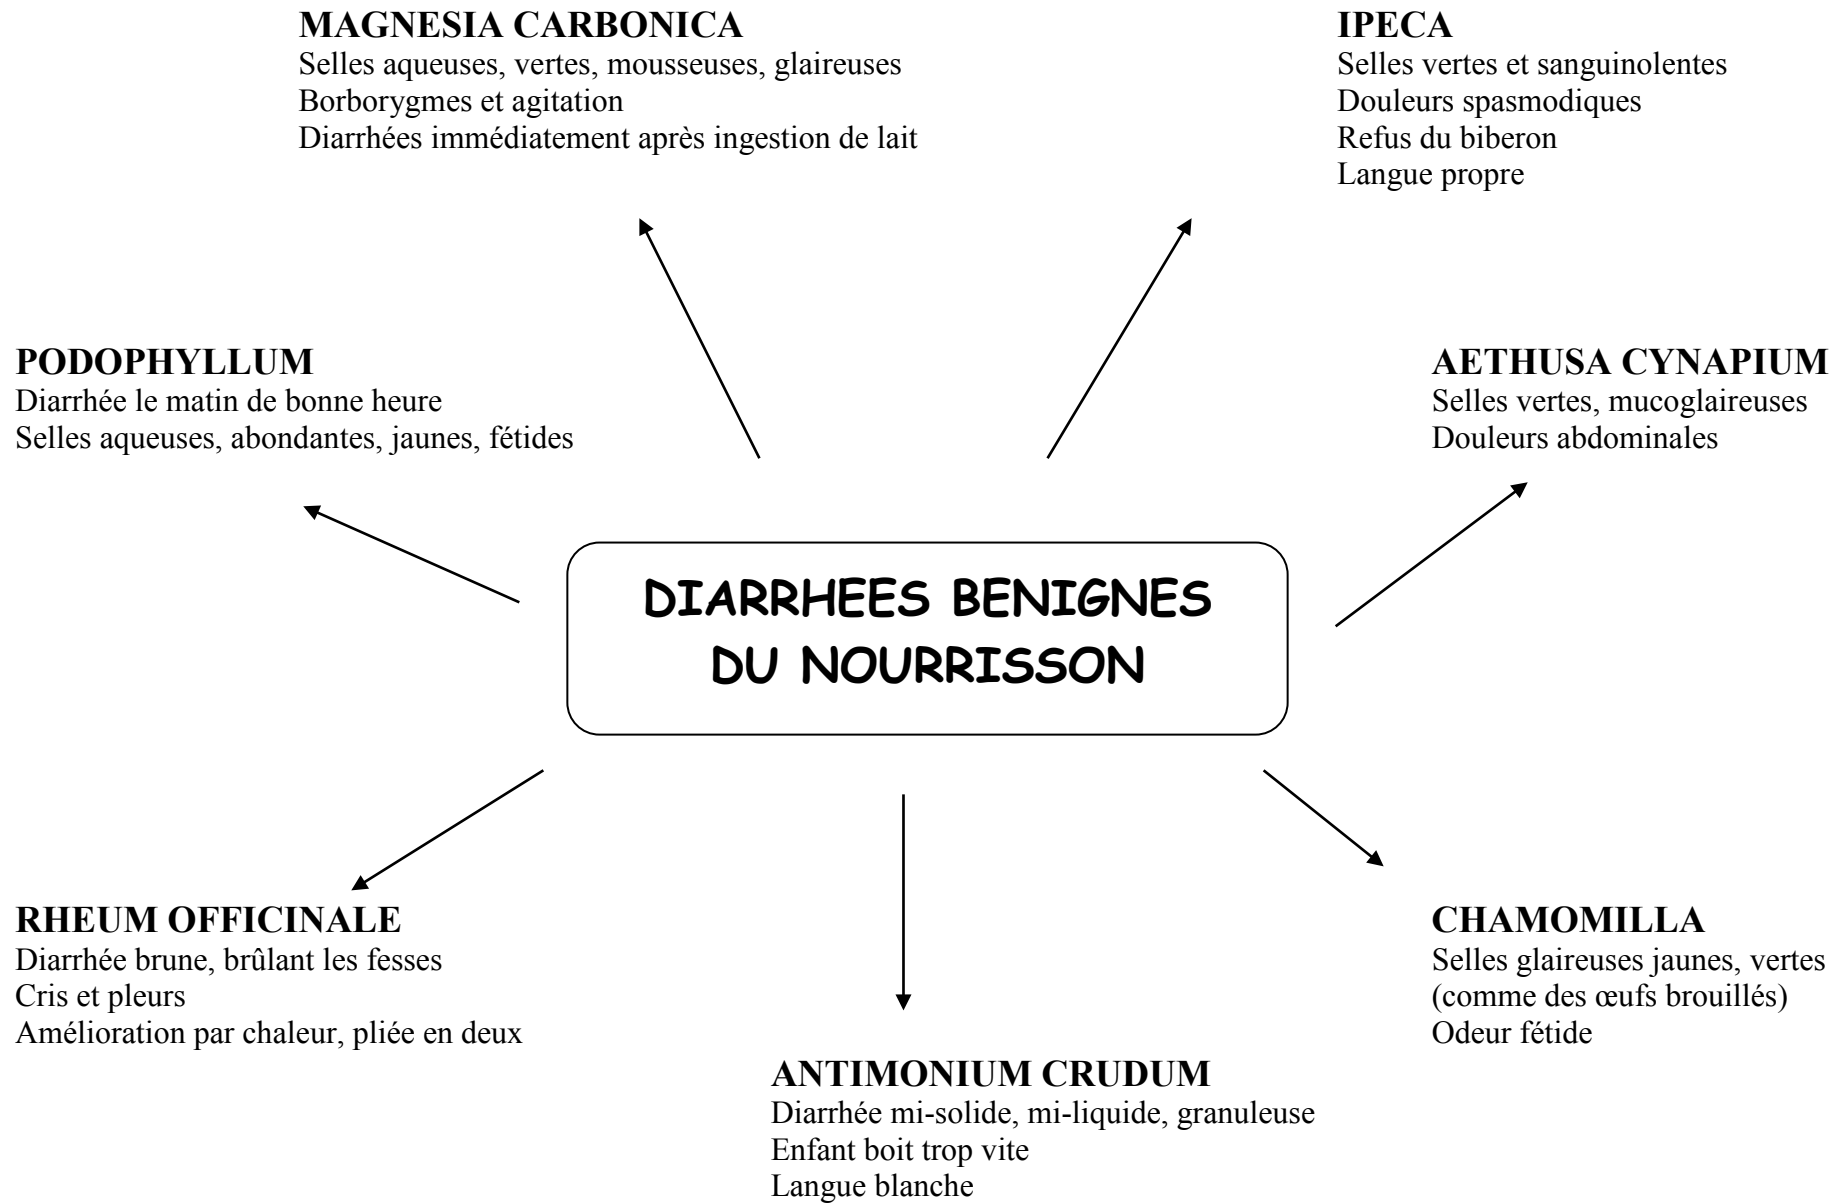 MAGNESIA CARBONICA
Selles aqueuses, vertes, mousseuses, glaireuses
Borborygmes et agitation
Diarrhées immédiatement après ingestion de lait
IPECA
Selles vertes et sanguinolentes
Douleurs spasmodiques
Refus du biberon
Langue propre
PODOPHYLLUM
Diarrhée le matin de bonne heure
Selles aqueuses, abondantes, jaunes, fétides
AETHUSA CYNAPIUM
Selles vertes, mucoglaireuses
Douleurs abdominales
DIARRHEES BENIGNES
DU NOURRISSON
RHEUM OFFICINALE
Diarrhée brune, brûlant les fesses
Cris et pleurs
Amélioration par chaleur, pliée en deux
CHAMOMILLA
Selles glaireuses jaunes, vertes
(comme des œufs brouillés)
Odeur fétide
ANTIMONIUM CRUDUM
Diarrhée mi-solide, mi-liquide, granuleuse
Enfant boit trop vite
Langue blanche